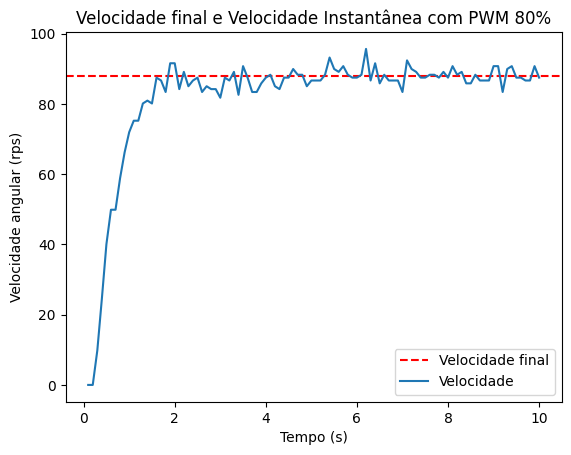 Velocidade final e Velocidade Instantânea com PWM 80%
100
80
60
40
20
0
Velocidade angular (rps)
0 2 4 6 8 10
Tempo (s)
Velocidade final
Velocidade